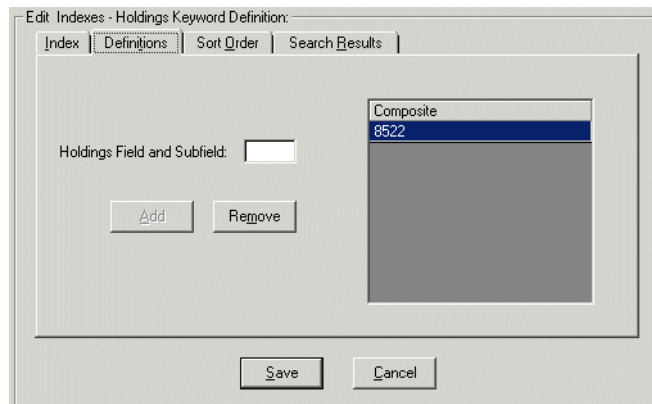 Edit Indexes - Holdings Keyword Definition:
Index Definitions Sort Order Search Results
Composite
8522
Holdings Field and Subfield:
Add Remove
Save Cancel